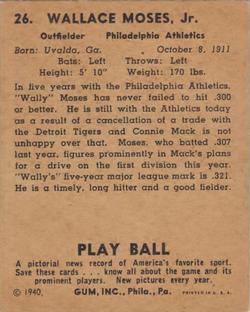 26. WALLACE MOSES, Jr.
Outfielder Philadelphia Athletics
Born: Uvalda, Ga. October 8, 1911
Bats: Left Throws: Left
Height: 5' 10" Weight: 170 lbs.
In five years with the Philadelphia Athletics,
"Wally" Moses has never failed to hit .300
or better. He is still with the Athletics today
as a result of a cancellation of a trade with
the Detroit Tigers and Connie Mack is not
unhappy over that. Moses, who batted .307
last year, figures prominently in Mack's plans
for a drive on the first division this year.
"Wally's" five-year major league mark is .321.
He is a timely, long hitter and a good fielder.
PLAY BALL
A pictorial news record of America's favorite sport.
Save these cards . . . know all about the game and its
prominent players. New pictures every year.
© 1940, GUM, INC., Phila., Pa. PRINTED IN U.S.A.